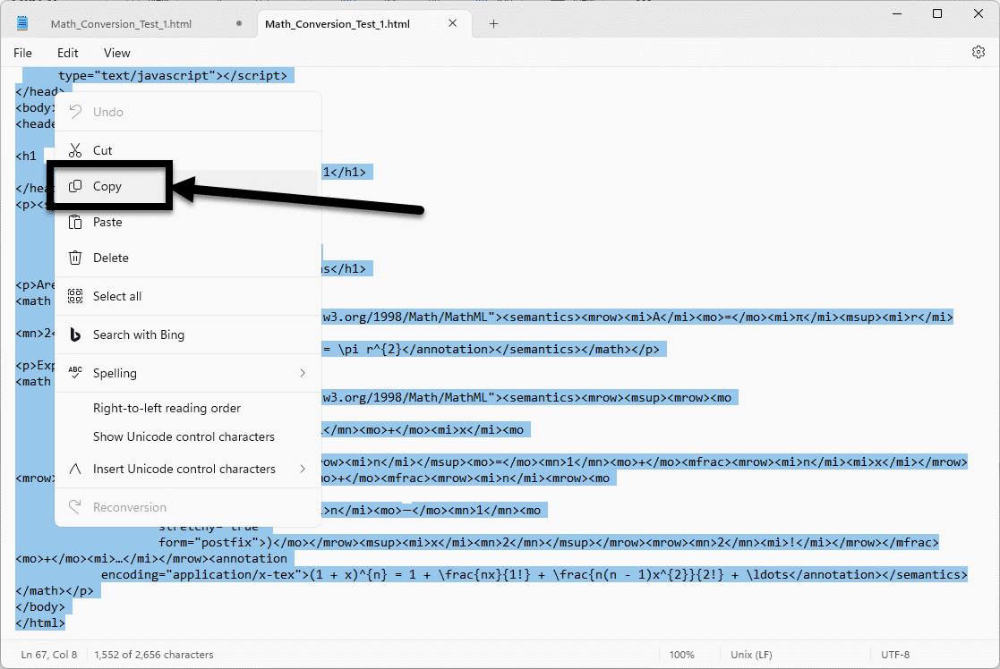 Math_Conversion_Test_1.html
Math_Conversion_Test_1.html
File Edit View
type="text/javascript"></script>
</head>
<body>
<heade
<h1
1</h1>
</hea
<p><s
s</h1>
<p>Are
<math
w3.org/1998/Math/MathML"><semantics><mrow><mi>A</mi><mo>=</mo><mi>π</mi><msup><mi>r</mi>
<mn>2<
= \pi r^{2}</annotation></semantics></math></p>
<p>Exp
<math
w3.org/1998/Math/MathML"><semantics><mrow><msup><mrow><mo
</mn><mo>+</mo><mi>x</mi><mo
ow><mi>n</mi></msup><mo>=</mo><mn>1</mn><mo>+</mo><mfrac><mrow><mi>n</mi><mi>x</mi></mrow>
<mrow>
o>+</mo><mfrac><mrow><mi>n</mi><mrow><mo
>n</mi><mo>−</mo><mn>1</mn><mo
stretchy="true"
form="postfix">)</mo></mrow><msup><mi>x</mi><mn>2</mn></msup></mrow><mrow><mn>2</mn><mi>!</mi></mrow></mfrac>
<mo>+</mo><mi>…</mi></mrow><annotation
encoding="application/x-tex">(1 + x)^{n} = 1 + \frac{nx}{1!} + \frac{n(n - 1)x^{2}}{2!} + \ldots</annotation></semantics>
</math></p>
</body>
</html>
Undo
Cut
Copy
Paste
Delete
Select all
Search with Bing
Spelling
Right-to-left reading order
Show Unicode control characters
Insert Unicode control characters
Reconversion
Ln 67, Col 8 1,552 of 2,656 characters 100% Unix (LF) UTF-8